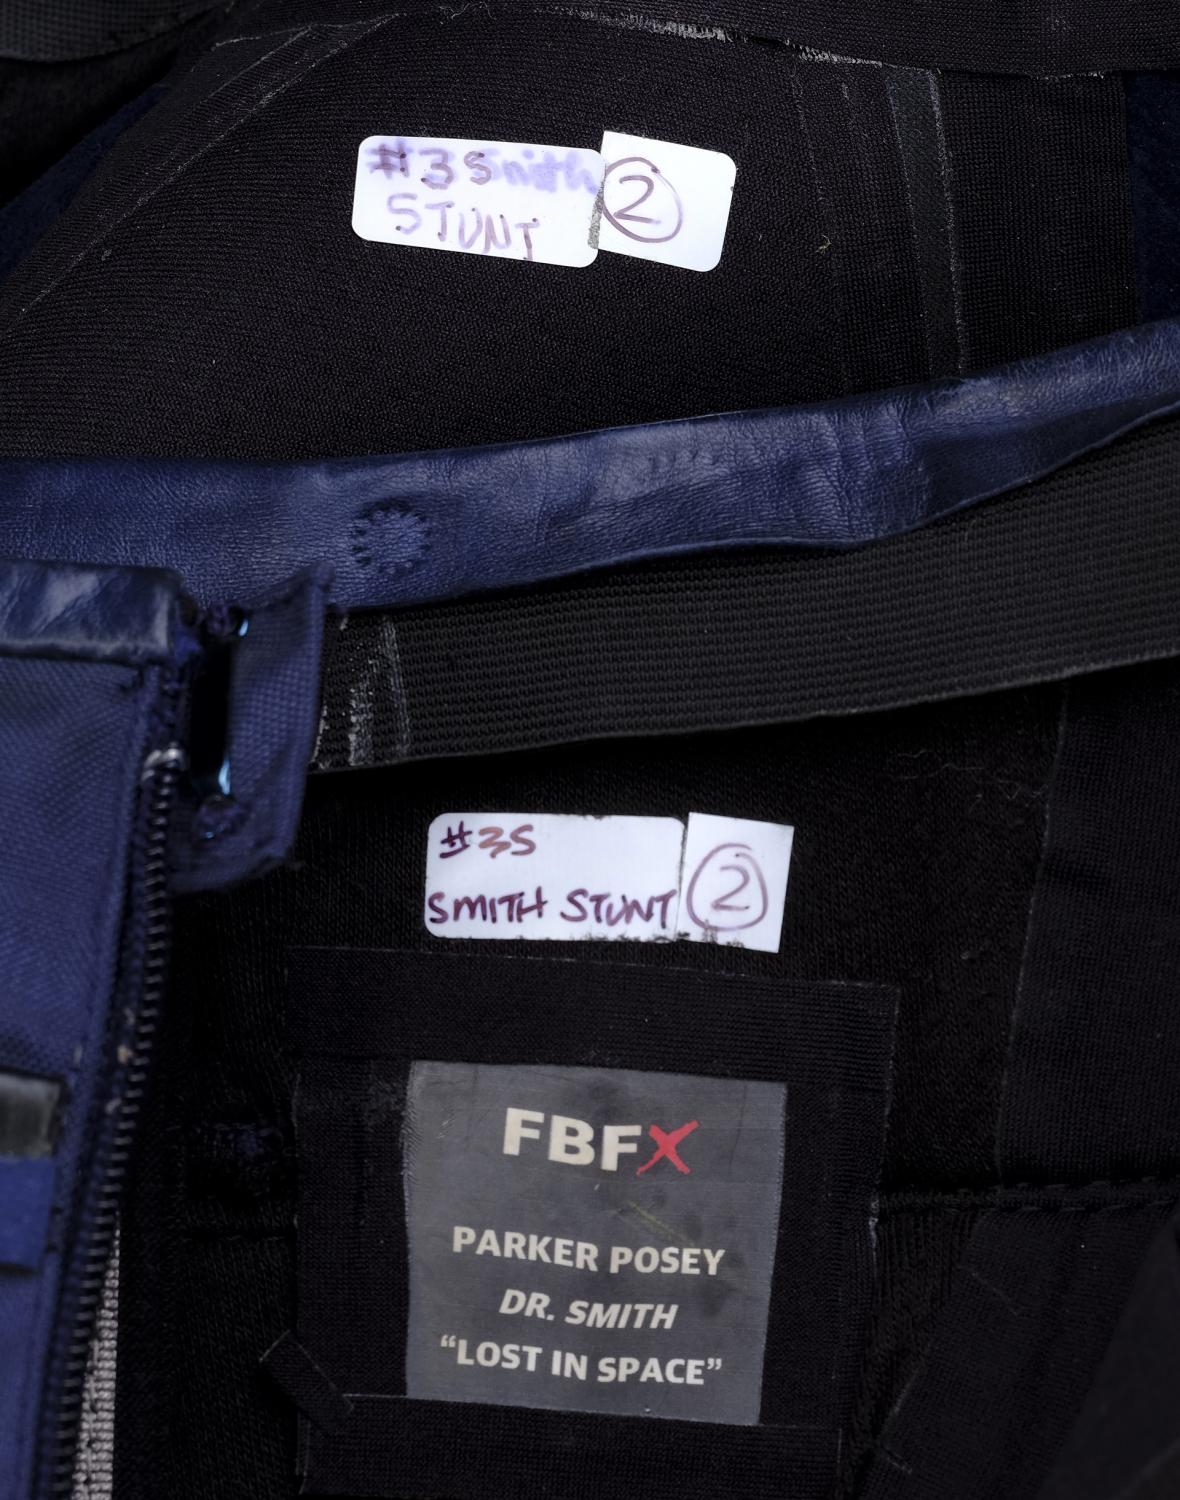 #3S Smith
STUNT
2
#3S
SMITH STUNT
2
FBFX
PARKER POSEY
DR. SMITH
“LOST IN SPACE”